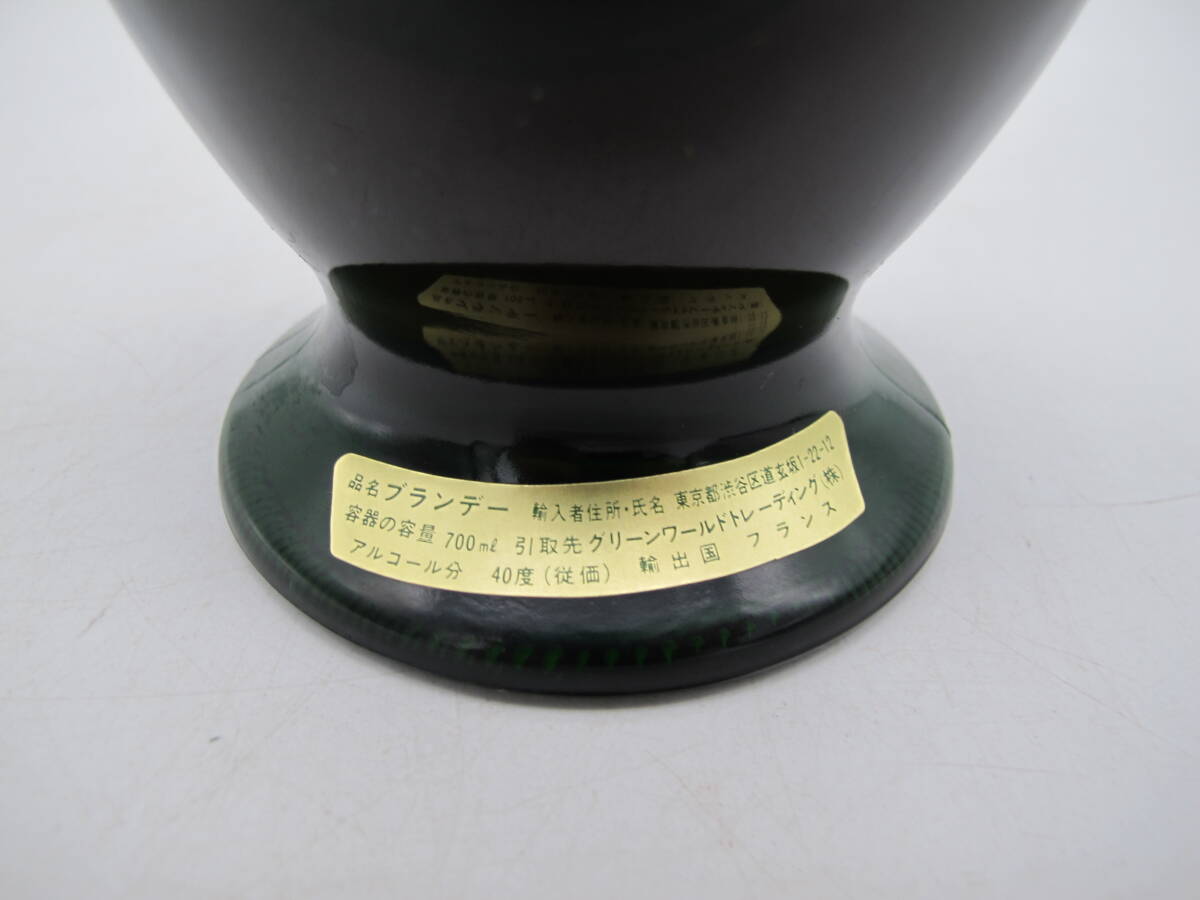 品名 ブランデー 輸入者住所・氏名 東京都渋谷区道玄坂1-22-12
容器の容量 700ml 引取先 グリーンワールドトレーディング(株)
アルコール分 40度(従価) 輸出国 フランス